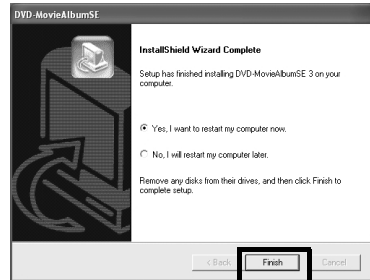 DVD-MovieAlbumSE
InstallShield Wizard Complete
Setup has finished installing DVD-MovieAlbumSE 3 on your
computer.
Yes, I want to restart my computer now.
No, I will restart my computer later.
Remove any disks from their drives, and then click Finish to
complete setup.
< Back Finish Cancel